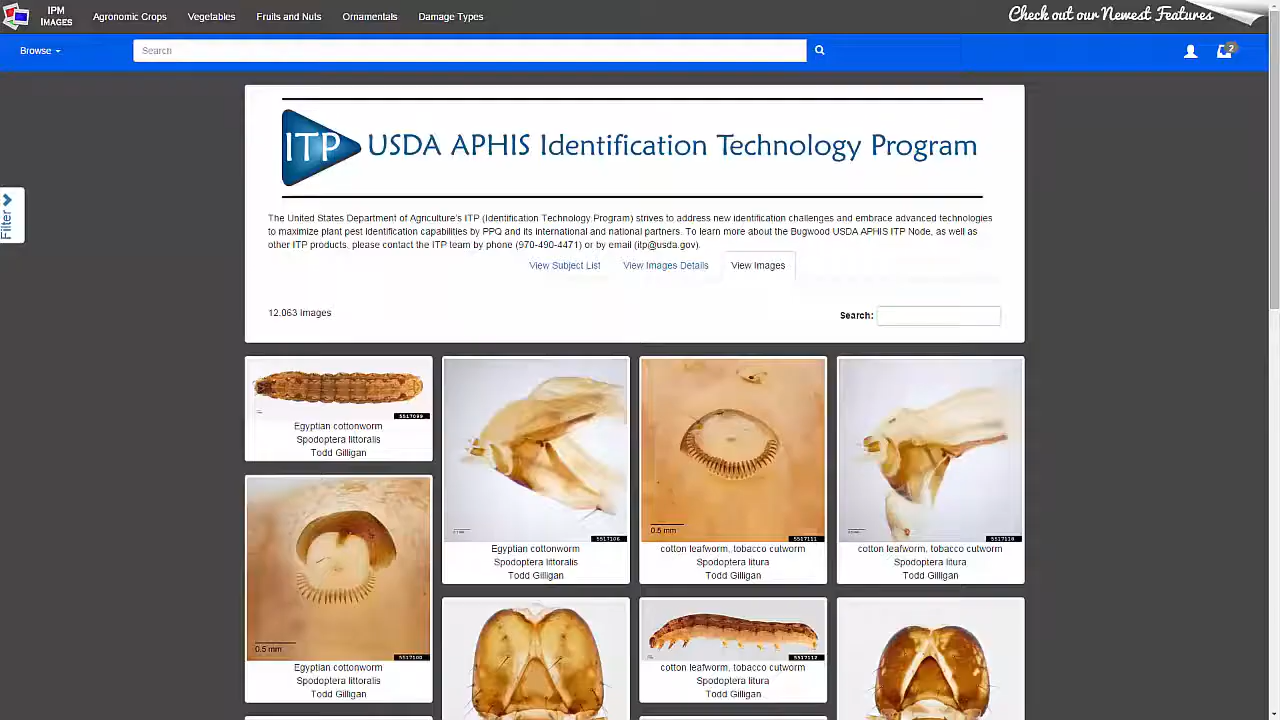 IPM IMAGES
Agronomic Crops
Vegetables
Fruits and Nuts
Ornamentals
Damage Types
Check out our Newest Features
Browse
Search
2
Filter
ITP USDA APHIS Identification Technology Program
The United States Department of Agriculture's ITP (Identification Technology Program) strives to address new identification challenges and embrace advanced technologies
to maximize plant pest identification capabilities by PPQ and its international and national partners. To learn more about the Bugwood USDA APHIS ITP Node, as well as
other ITP products, please contact the ITP team by phone (970-490-4471) or by email (itp@usda.gov).
View Subject List
View Images Details
View Images
12,063 Images
Search:
5517099
Egyptian cottonworm
Spodoptera littoralis
Todd Gilligan
5517106
Egyptian cottonworm
Spodoptera littoralis
Todd Gilligan
0.5 mm
5517111
cotton leafworm, tobacco cutworm
Spodoptera litura
Todd Gilligan
5517118
cotton leafworm, tobacco cutworm
Spodoptera litura
Todd Gilligan
0.5 mm
5517100
Egyptian cottonworm
Spodoptera littoralis
Todd Gilligan
5517112
cotton leafworm, tobacco cutworm
Spodoptera litura
Todd Gilligan